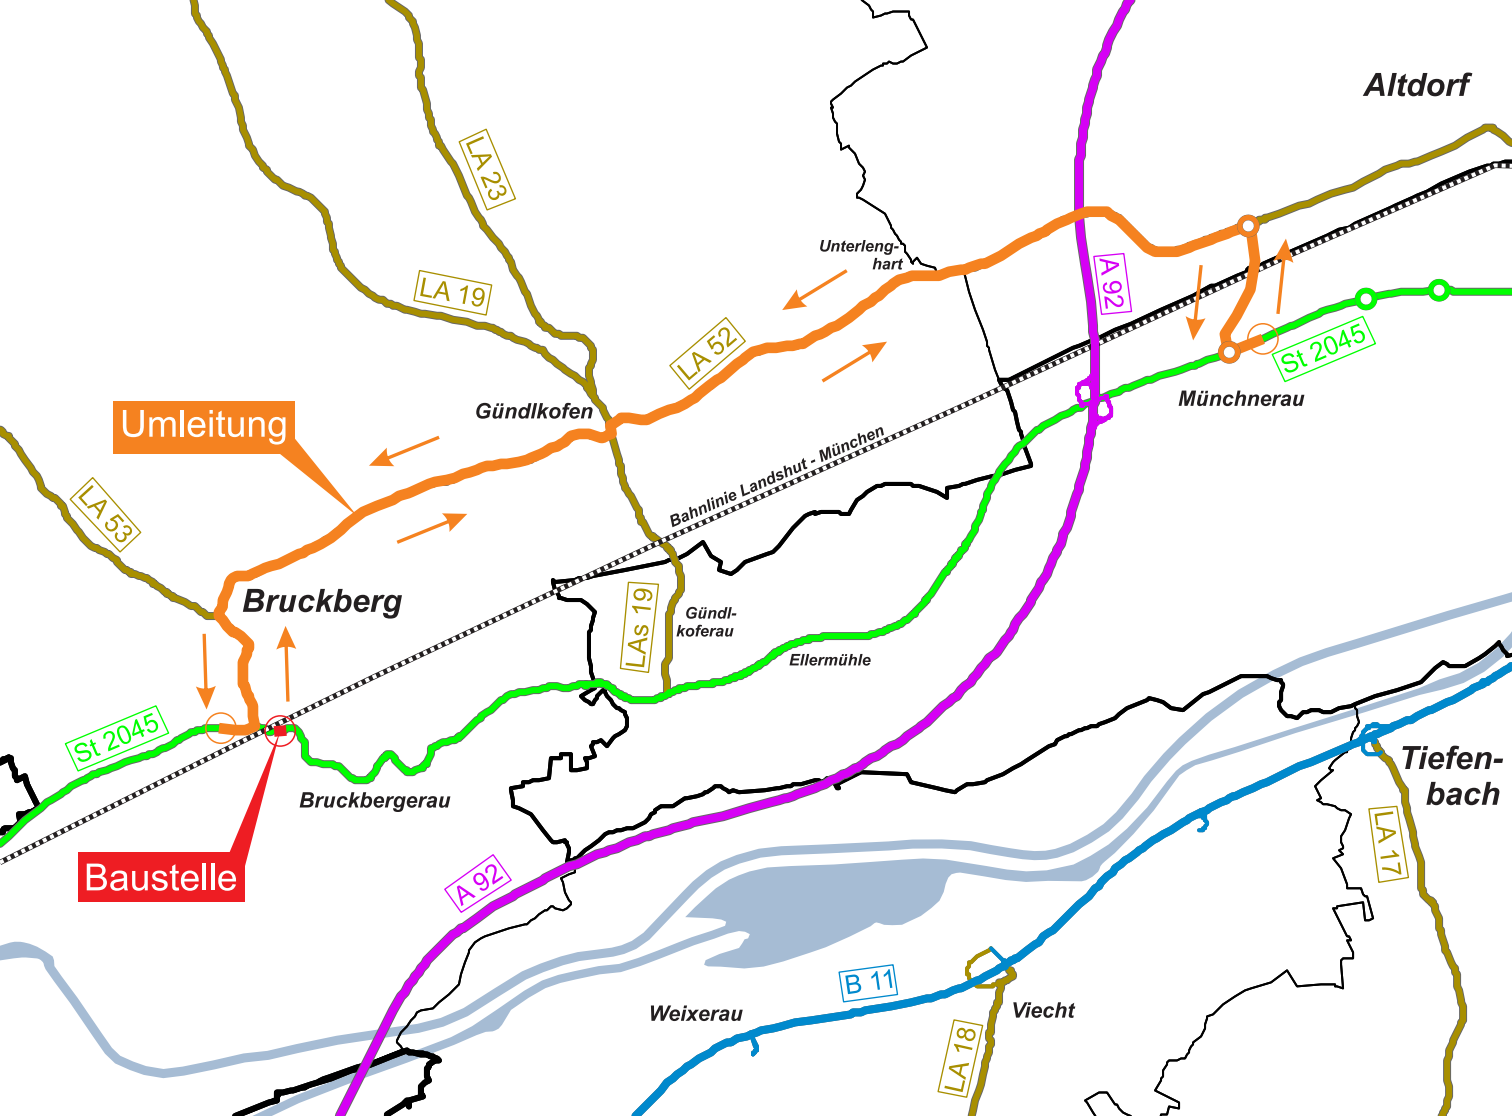 Altdorf
LA 23
Unterleng-
hart
A 92
LA 19
LA 52
St 2045
Münchnerau
Gündlkofen
Umleitung
Bahnlinie Landshut - München
LA 53
Bruckberg
LAs 19
Gündl-
koferau
Ellermühle
St 2045
Bruckbergerau
Tiefen-
bach
LA 17
Baustelle
A 92
B 11
Weixerau
Viecht
LA 18